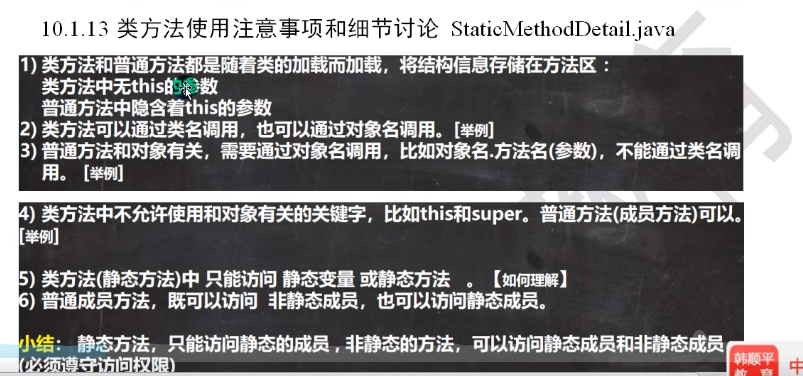 10.1.13 类方法使用注意事项和细节讨论 StaticMethodDetail.java
1) 类方法和普通方法都是随着类的加载而加载，将结构信息存储在方法区：
类方法中无this的参数
普通方法中隐含着this的参数
2) 类方法可以通过类名调用，也可以通过对象名调用。[举例]
3) 普通方法和对象有关，需要通过对象名调用，比如对象名.方法名(参数)，不能通过类名调
用。 [举例]
4) 类方法中不允许使用和对象有关的关键字，比如this和super。普通方法(成员方法)可以。
[举例]
5) 类方法(静态方法)中 只能访问 静态变量 或静态方法 。【如何理解】
6) 普通成员方法，既可以访问 非静态成员，也可以访问静态成员。
小结： 静态方法，只能访问静态的成员 , 非静态的方法，可以访问静态成员和非静态成员
(必须遵守访问权限)
韩顺平
教 育
中